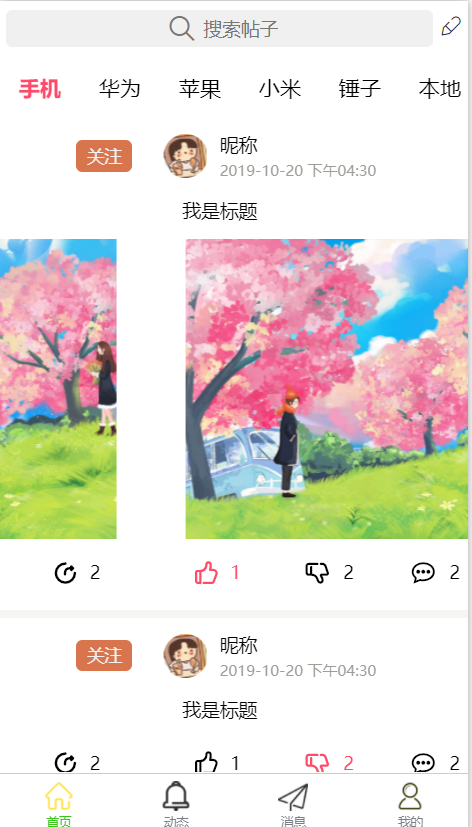 搜索帖子
手机 华为 苹果 小米 锤子 本地
关注 昵称
2019-10-20 下午04:30
我是标题
2 1 2 2
关注 昵称
2019-10-20 下午04:30
我是标题
2 1 2 2
首页 动态 消息 我的